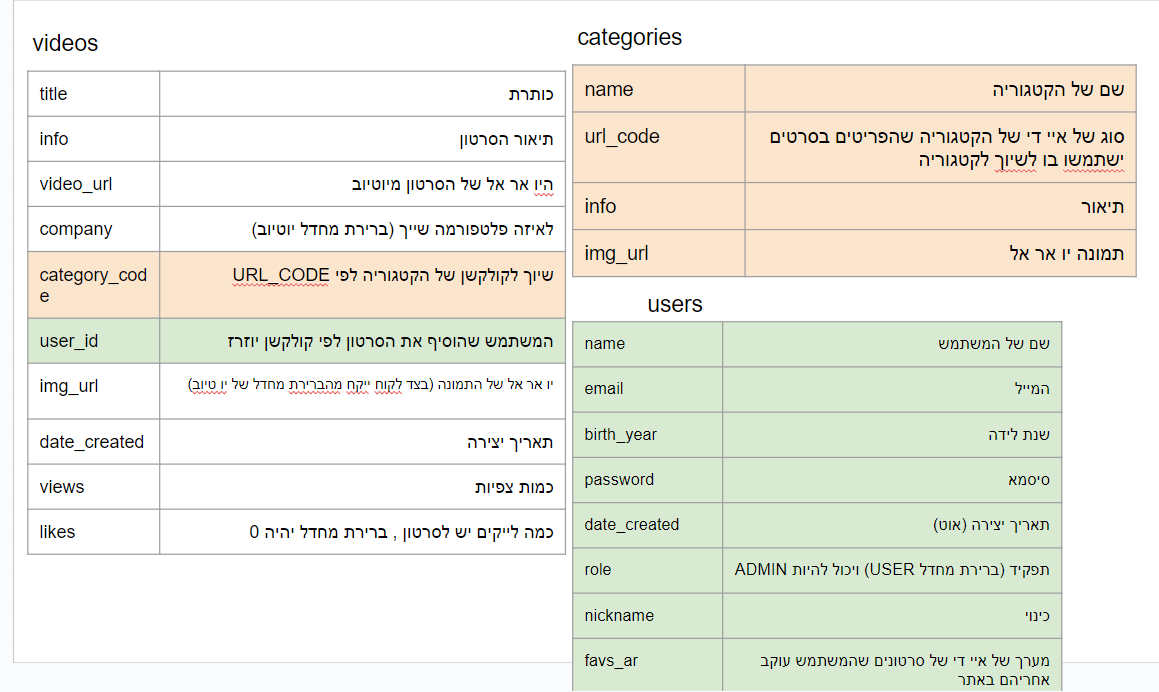 videos
title כותרת
info תיאור הסרטון
video_url היו אר אל של הסרטון מיוטיוב
company לאיזה פלטפורמה שייך (ברירת מחדל יוטיוב)
category_cod שיוך לקולקשן של הקטגוריה לפי URL_CODE
e
user_id המשתמש שהוסיף את הסרטון לפי קולקשן יוזרז
img_url יו אר אל של התמונה (בצד לקוח ייקח מהברירת מחדל של יו טיוב)
date_created תאריך יצירה
views כמות צפיות
likes כמה לייקים יש לסרטון , ברירת מחדל יהיה 0
categories
name שם של הקטגוריה
url_code סוג של איי די של הקטגוריה שהפריטים בסרטים
ישתמשו בו לשיוך לקטגוריה
info תיאור
img_url תמונה יו אר אל
users
name שם של המשתמש
email המייל
birth_year שנת לידה
password סיסמא
date_created תאריך יצירה (אוט)
role תפקיד (ברירת מחדל USER) ויכול להיות ADMIN
nickname כינוי
favs_ar מערך של איי די של סרטונים שהמשתמש עוקב
אחריהם באתר